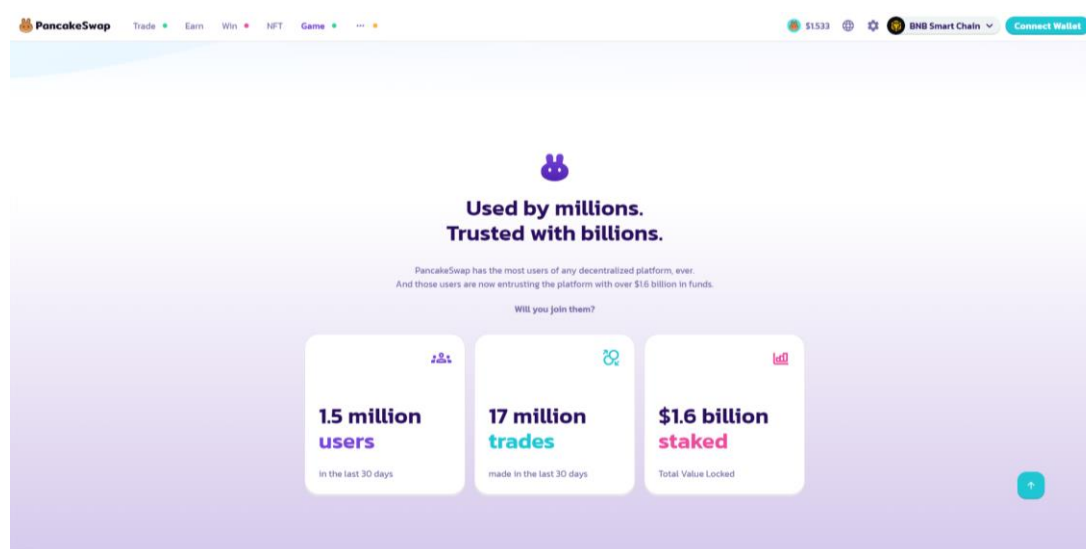 PancakeSwap Trade Earn Win NFT Game ... $1.533 BNB Smart Chain Connect Wallet
Used by millions.
Trusted with billions.
PancakeSwap has the most users of any decentralized platform, ever.
And those users are now entrusting the platform with over $1.6 billion in funds.
Will you join them?
1.5 million
users
in the last 30 days
17 million
trades
made in the last 30 days
$1.6 billion
staked
Total Value Locked